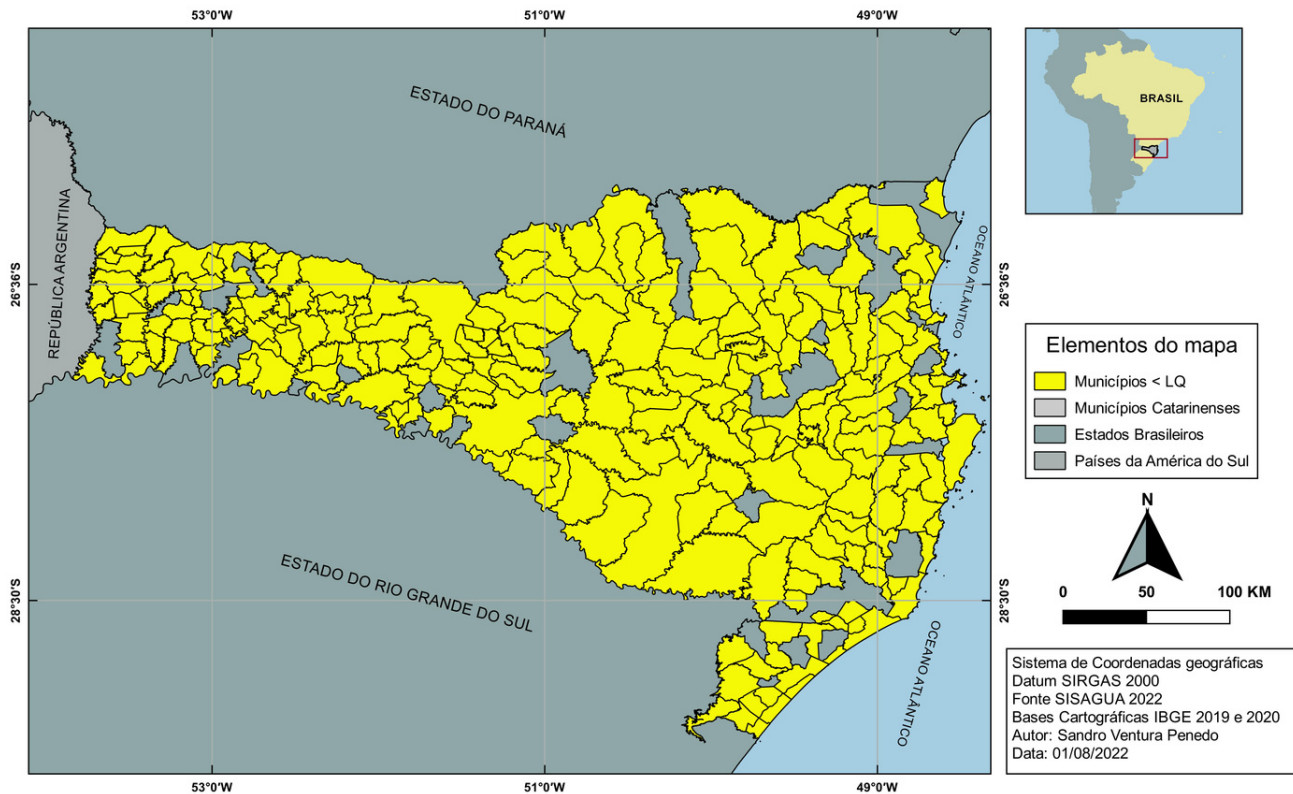 53°0'W 51°0'W 49°0'W
ESTADO DO PARANÁ
BRASIL
REPÚBLICA ARGENTINA
OCEANO ATLÂNTICO
26°36'S 26°36'S
Elementos do mapa
Municípios < LQ
Municípios Catarinenses
Estados Brasileiros
Países da América do Sul
N
ESTADO DO RIO GRANDE DO SUL
0 50 100 KM
28°30'S 28°30'S
OCEANO ATLÂNTICO
Sistema de Coordenadas geográficas
Datum SIRGAS 2000
Fonte SISAGUA 2022
Bases Cartográficas IBGE 2019 e 2020
Autor: Sandro Ventura Penedo
Data: 01/08/2022
53°0'W 51°0'W 49°0'W